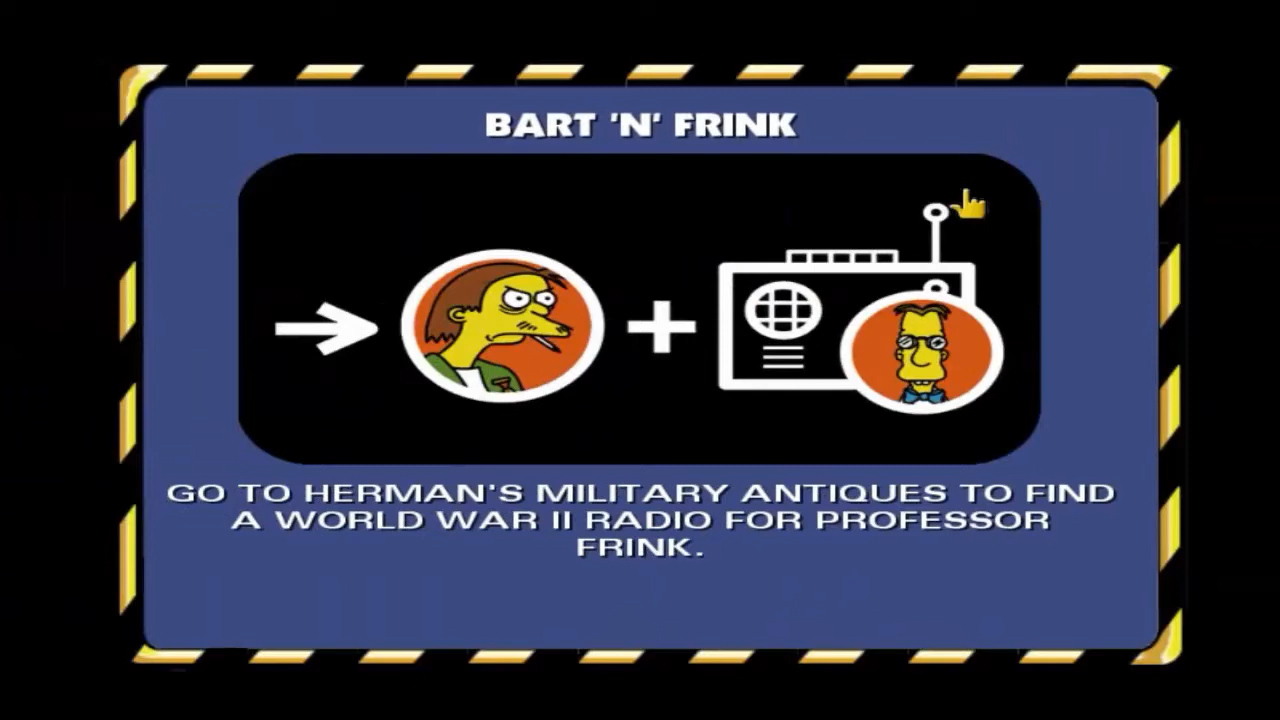 BART 'N' FRINK
GO TO HERMAN'S MILITARY ANTIQUES TO FIND
A WORLD WAR II RADIO FOR PROFESSOR
FRINK.